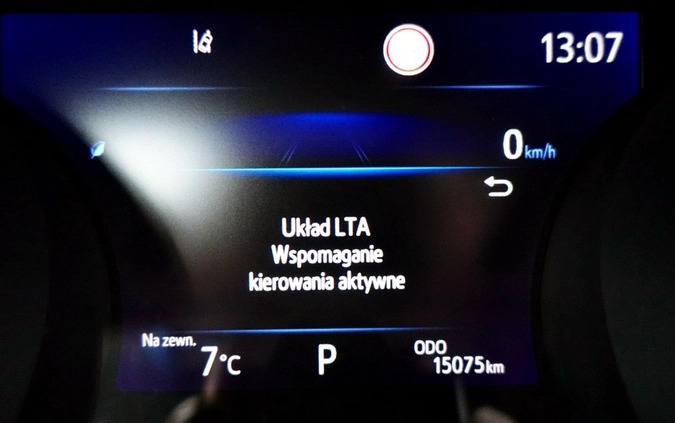 13:07
0 km/h
Układ LTA
Wspomaganie
kierowania aktywne
Na zewn.
7°C
P
ODO
15075 km